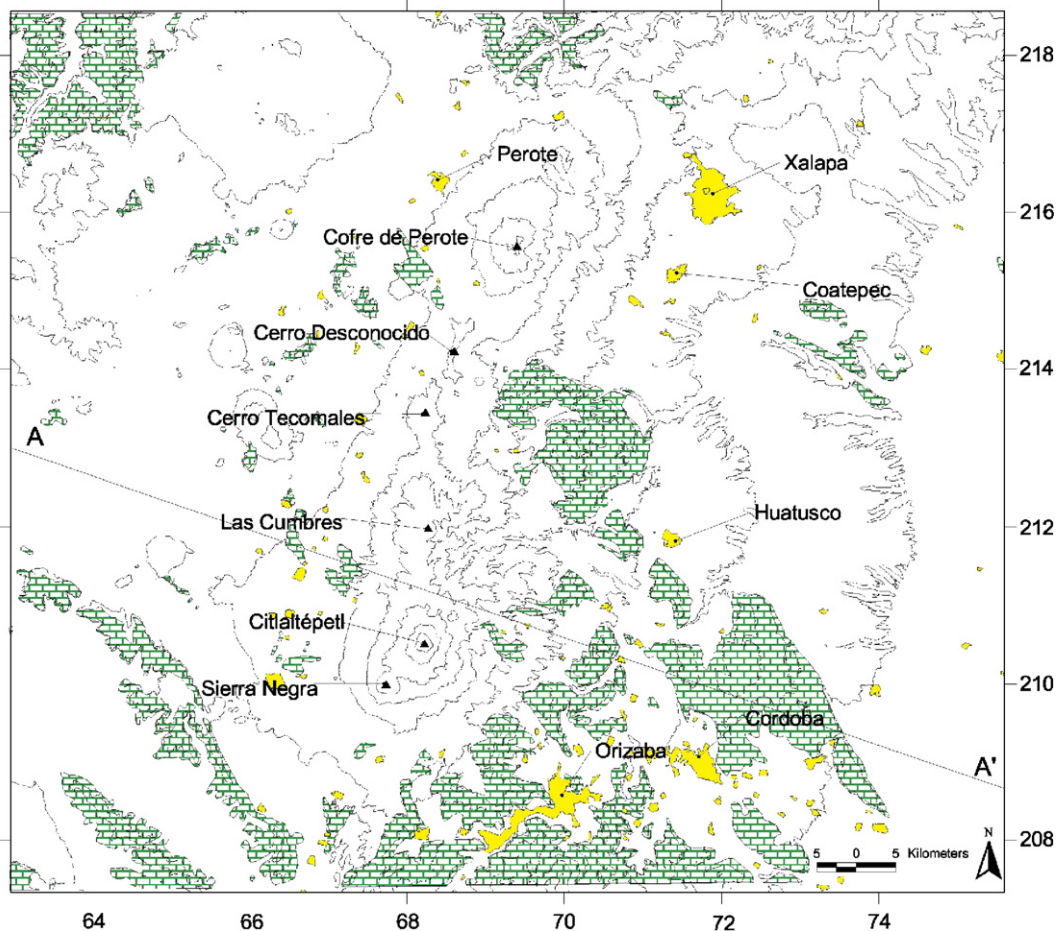 218
Perote
Xalapa
216
Cofre de Perote
Coatepec
Cerro Desconocido
214
Cerro Tecomales
A
Las Cumbres
Huatusco
212
Citlaltépetl
Sierra Negra
210
Cordoba
Orizaba
A'
N
208
5 0 5 Kilometers
64 68 70 72 74